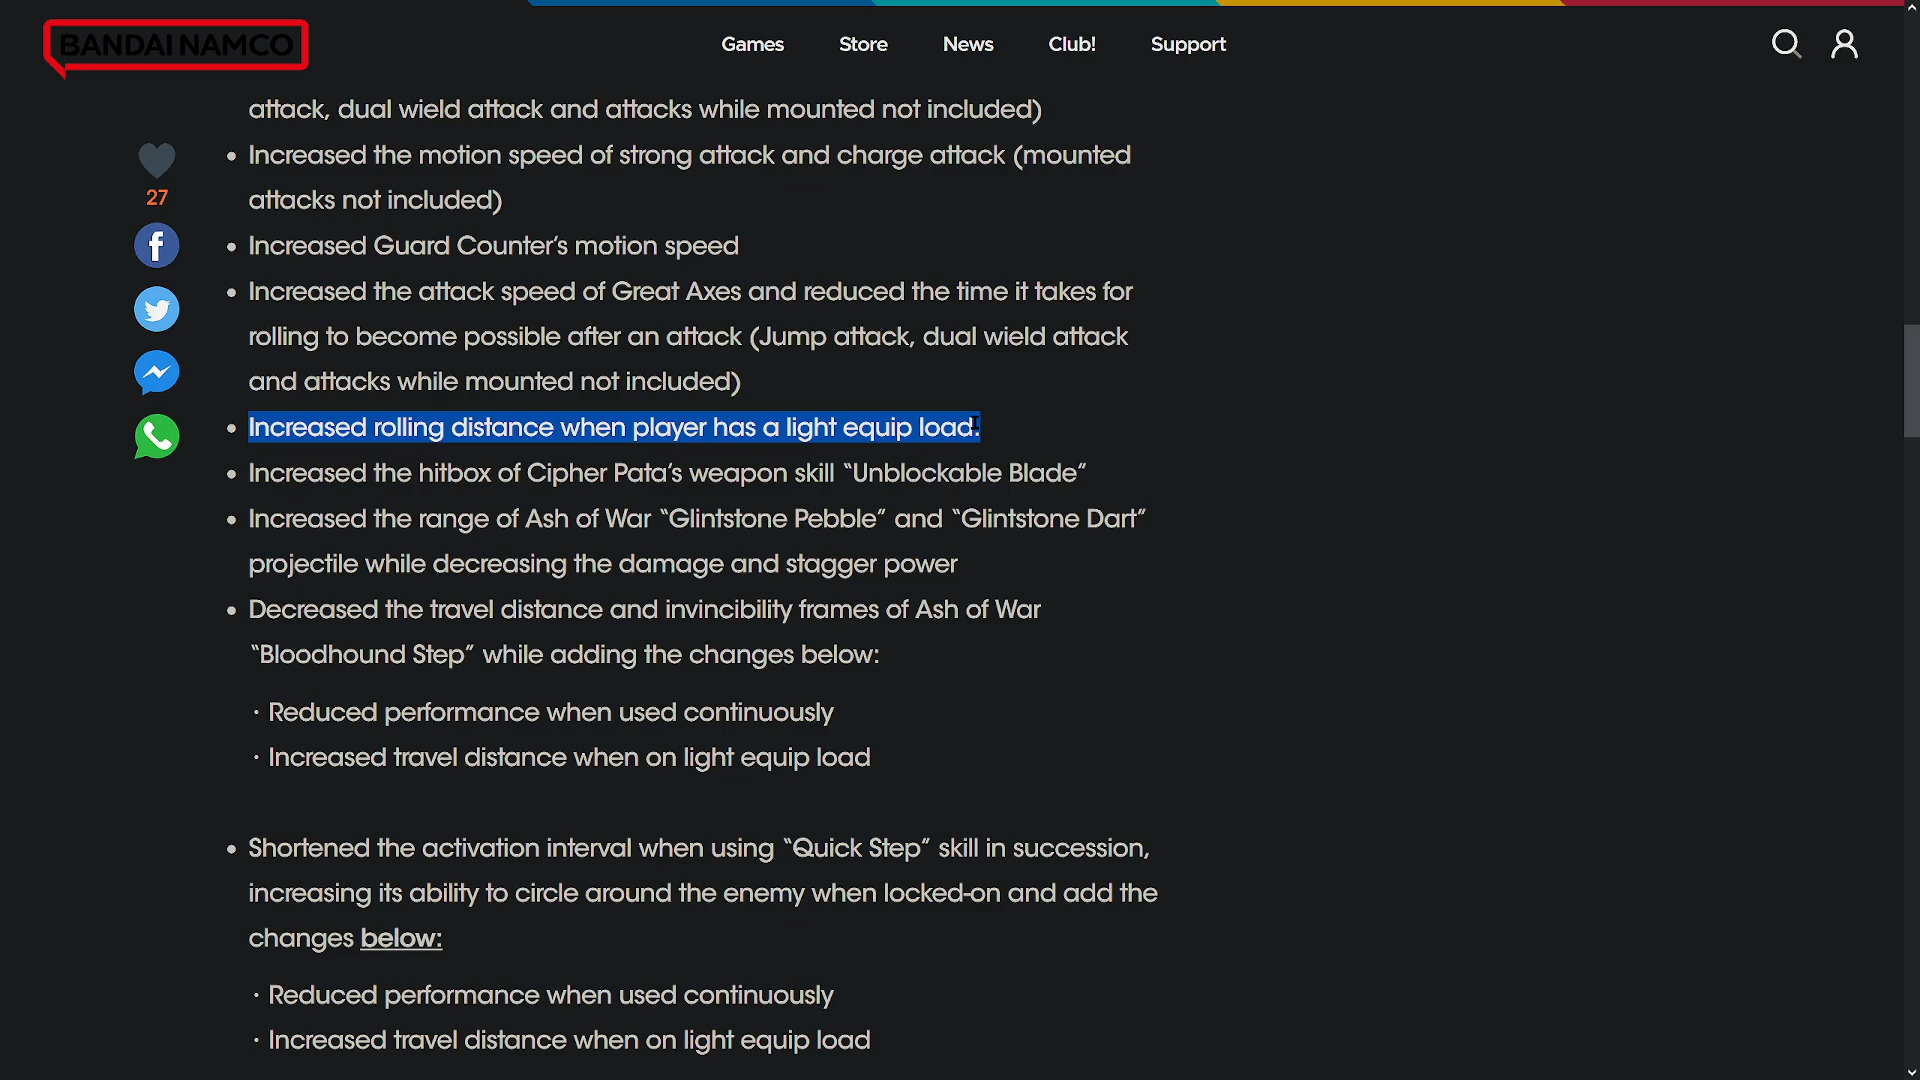 BANDAI NAMCO
Games Store News Club! Support
attack, dual wield attack and attacks while mounted not included)
• Increased the motion speed of strong attack and charge attack (mounted
attacks not included)
27
• Increased Guard Counter’s motion speed
• Increased the attack speed of Great Axes and reduced the time it takes for
rolling to become possible after an attack (Jump attack, dual wield attack
and attacks while mounted not included)
• Increased rolling distance when player has a light equip load.
• Increased the hitbox of Cipher Pata’s weapon skill “Unblockable Blade”
• Increased the range of Ash of War “Glintstone Pebble” and “Glintstone Dart”
projectile while decreasing the damage and stagger power
• Decreased the travel distance and invincibility frames of Ash of War
“Bloodhound Step” while adding the changes below:
・Reduced performance when used continuously
・Increased travel distance when on light equip load
• Shortened the activation interval when using “Quick Step” skill in succession,
increasing its ability to circle around the enemy when locked-on and add the
changes below:
・Reduced performance when used continuously
・Increased travel distance when on light equip load